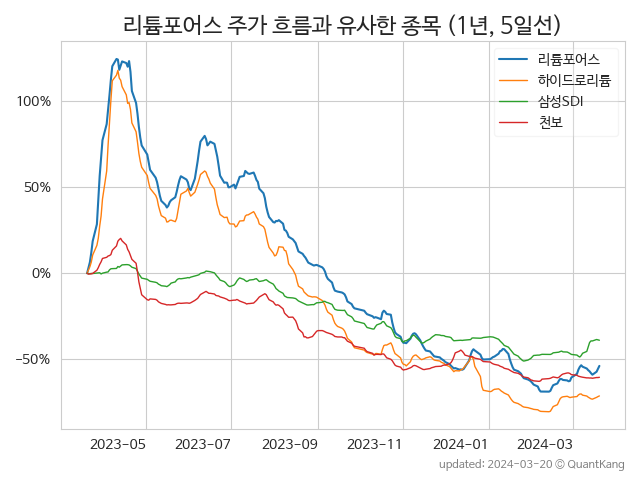 리튬포어스 주가 흐름과 유사한 종목 (1년, 5일선)
리튬포어스
하이드로리튬
삼성SDI
천보
100%
50%
0%
−50%
2023-05 2023-07 2023-09 2023-11 2024-01 2024-03
updated: 2024-03-20 © QuantKang